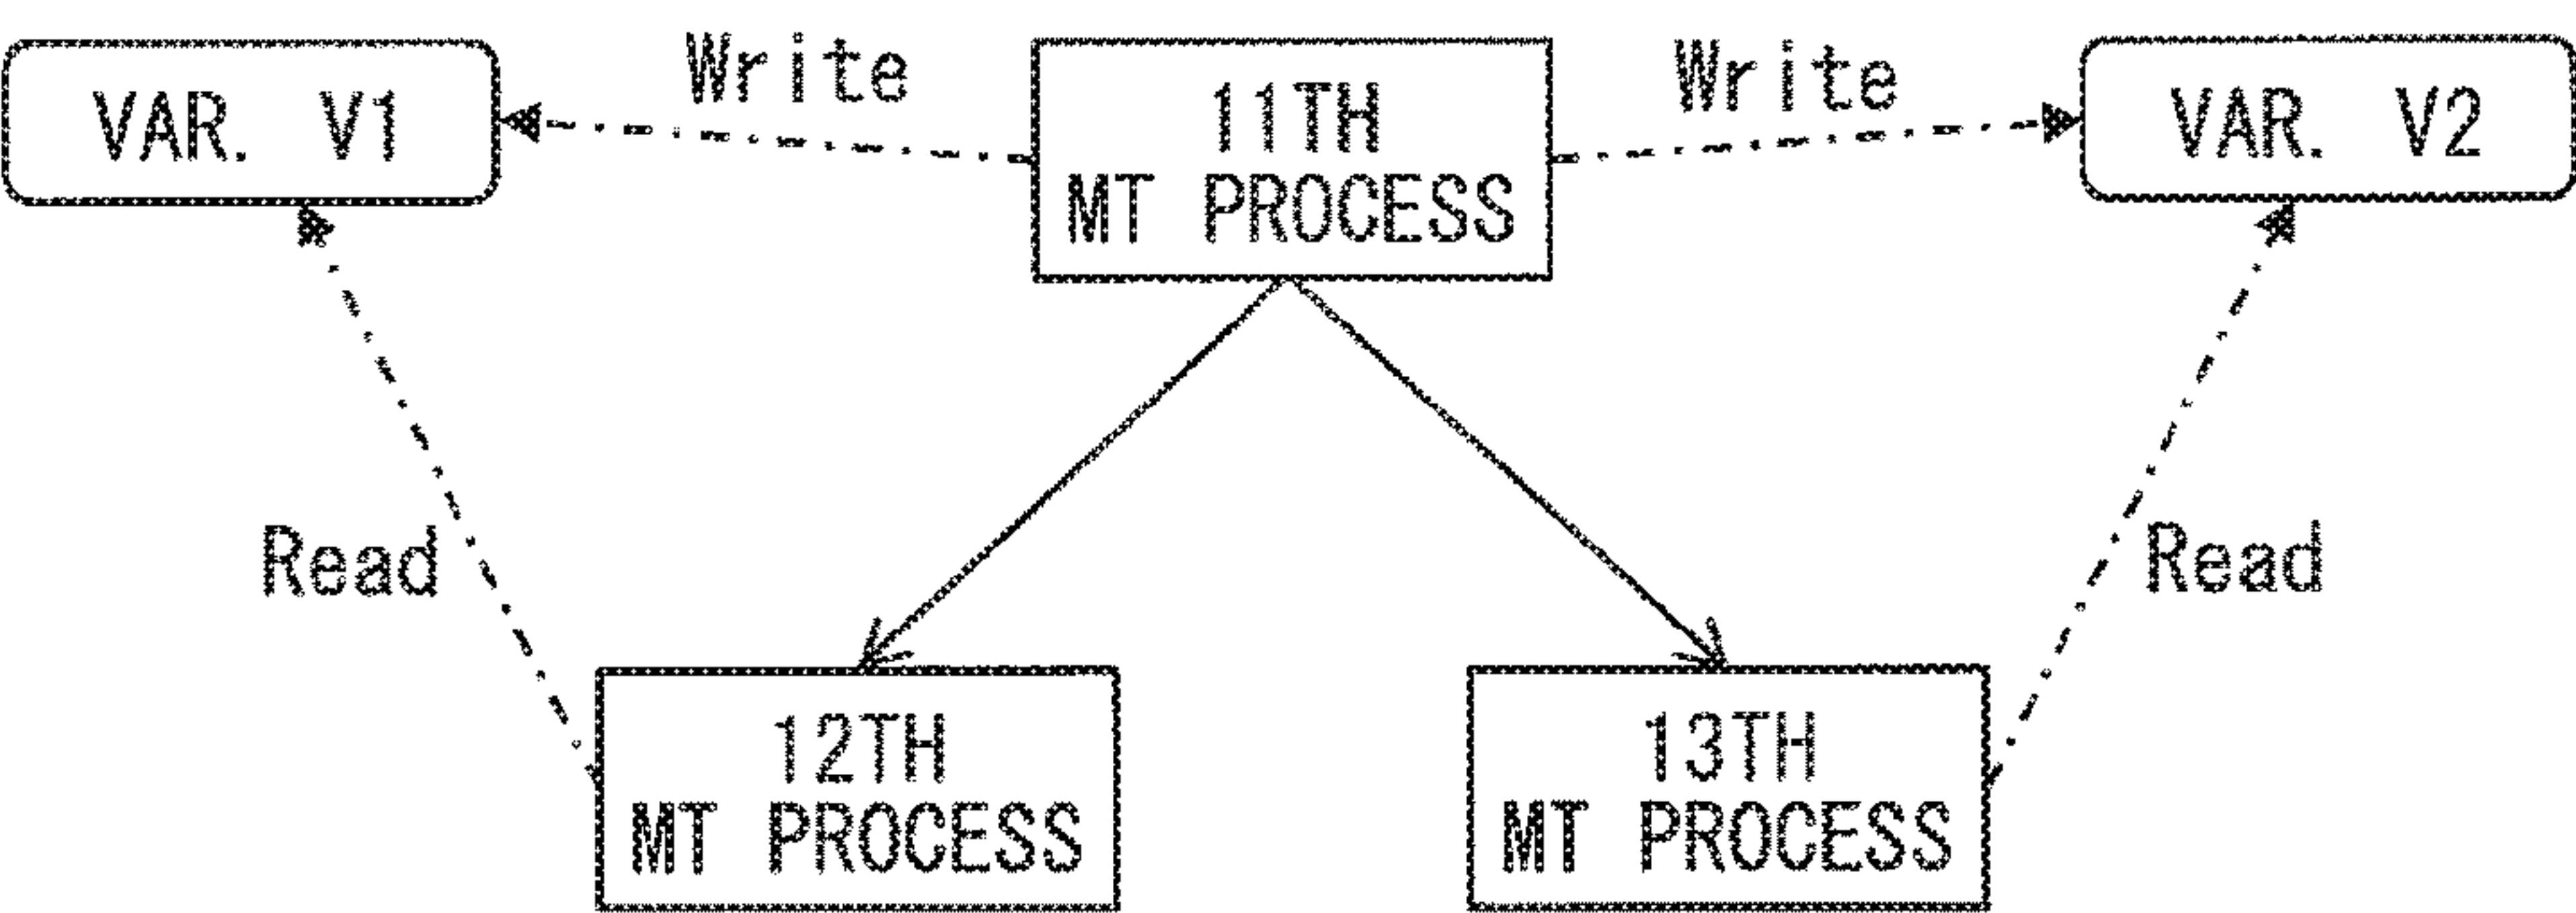 VAR. V1
Write
11TH
MT PROCESS
Write
VAR. V2
Read
Read
12TH
MT PROCESS
13TH
MT PROCESS